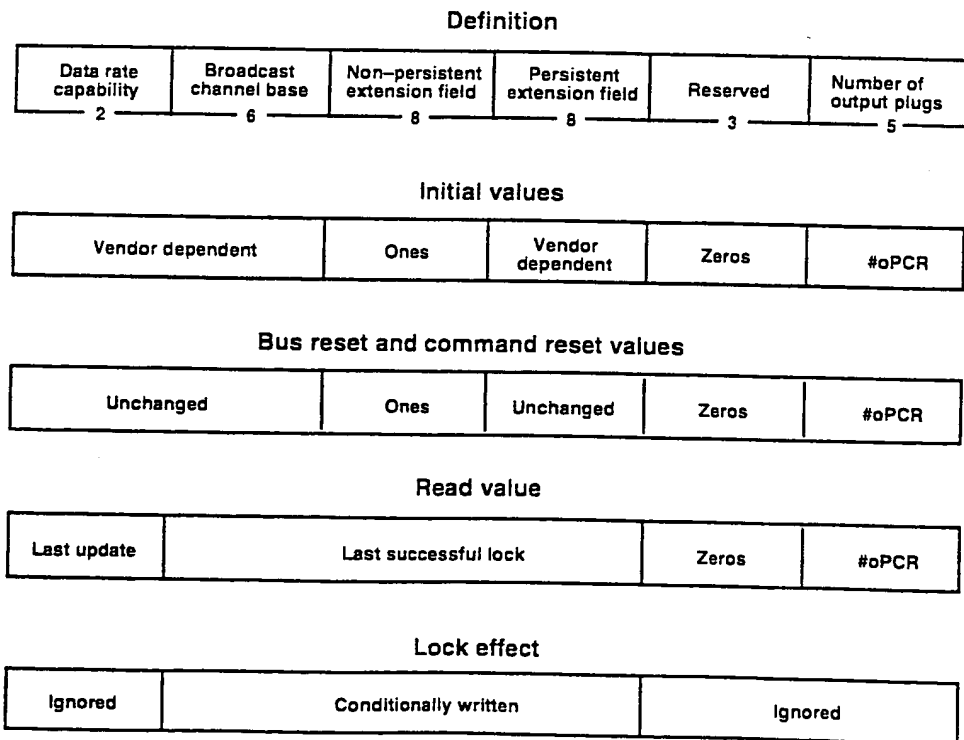 Definition
Data rate capability
Broadcast channel base
Non-persistent extension field
Persistent extension field
Reserved
Number of output plugs
2
6
8
8
3
5
Initial values
Vendor dependent
Ones
Vendor dependent
Zeros
#oPCR
Bus reset and command reset values
Unchanged
Ones
Unchanged
Zeros
#oPCR
Read value
Last update
Last successful lock
Zeros
#oPCR
Lock effect
Ignored
Conditionally written
Ignored